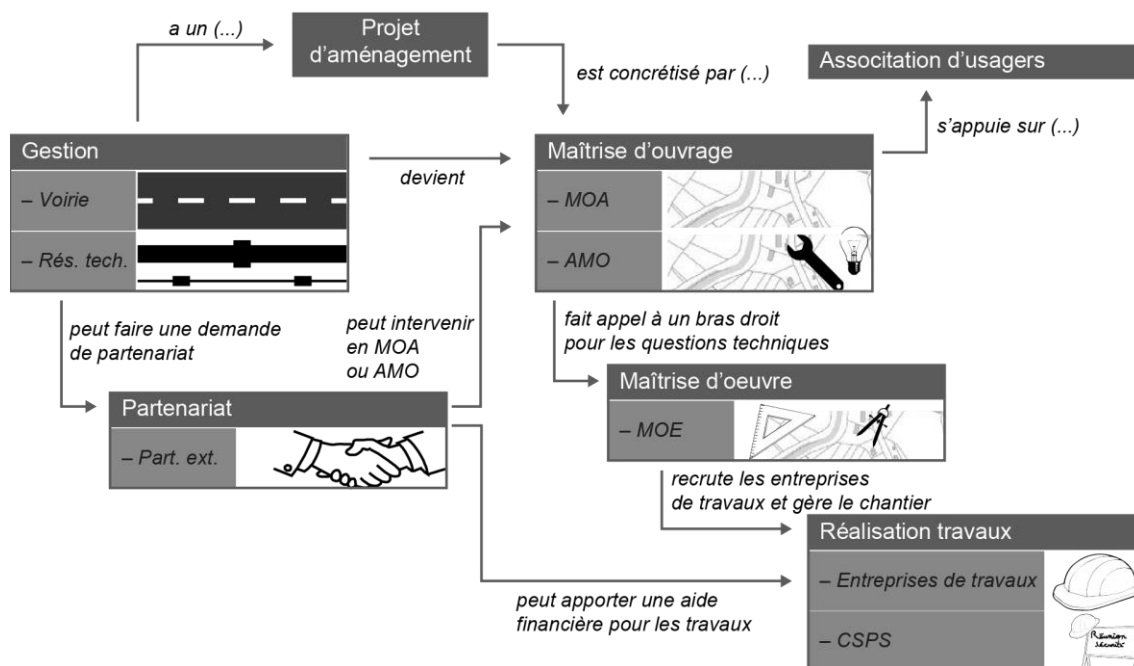 a un (...)
Projet
d'aménagement
est concrétisé par (...)
Associtation d'usagers
s'appuie sur (...)
Gestion
– Voirie
– Rés. tech.
devient
Maîtrise d'ouvrage
– MOA
– AMO
peut faire une demande
de partenariat
peut intervenir
en MOA
ou AMO
fait appel à un bras droit
pour les questions techniques
Partenariat
– Part. ext.
Maîtrise d'oeuvre
– MOE
recrute les entreprises
de travaux et gère le chantier
Réalisation travaux
– Entreprises de travaux
– CSPS
Réunion
sécurité
peut apporter une aide
financière pour les travaux